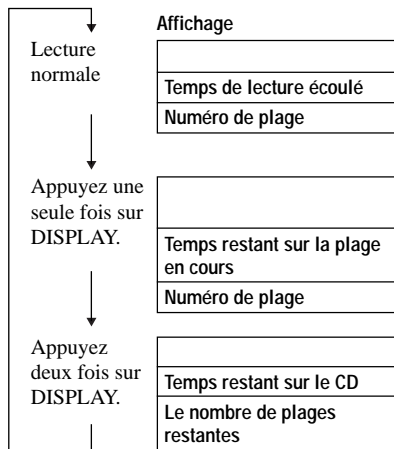 Affichage
Lecture
normale
Temps de lecture écoulé
Numéro de plage
Appuyez une
seule fois sur
DISPLAY.
Temps restant sur la plage
en cours
Numéro de plage
Appuyez
deux fois sur
DISPLAY.
Temps restant sur le CD
Le nombre de plages
restantes